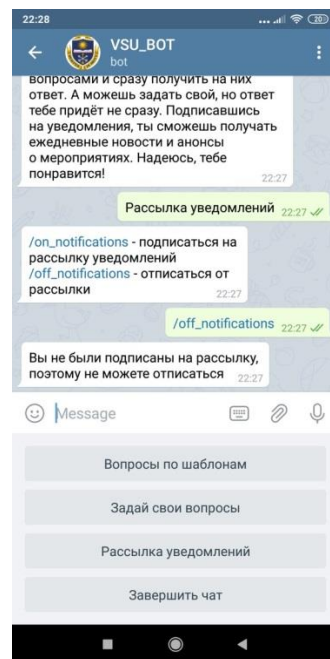 22:28
20
VSU_BOT
bot
вопросами и сразу получить на них
ответ. А можешь задать свой, но ответ
тебе придёт не сразу. Подписавшись
на уведомления, ты сможешь получать
ежедневные новости и анонсы
о мероприятиях. Надеюсь, тебе
понравится!
22:27
Рассылка уведомлений 22:27
/on_notifications - подписаться на
рассылку уведомлений
/off_notifications - отписаться от
рассылки
22:27
/off_notifications 22:27
Вы не были подписаны на рассылку,
поэтому не можете отписаться 22:27
Message
Вопросы по шаблонам
Задай свои вопросы
Рассылка уведомлений
Завершить чат